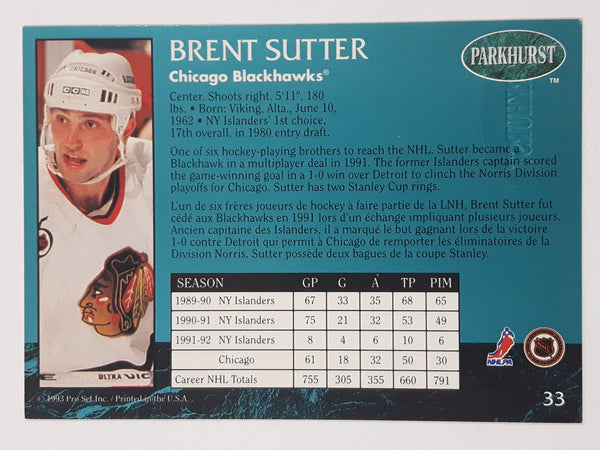 BRENT SUTTER
PARKHURST
TM
Chicago Blackhawks®
Center. Shoots right. 5'11", 180
lbs. • Born: Viking, Alta., June 10,
1962 • NY Islanders' 1st choice,
17th overall, in 1980 entry draft.
One of six hockey-playing brothers to reach the NHL, Sutter became a
Blackhawk in a multiplayer deal in 1991. The former Islanders captain scored
the game-winning goal in a 1-0 win over Detroit to clinch the Norris Division
playoffs for Chicago. Sutter has two Stanley Cup rings.
L'un de six frères joueurs de hockey à faire partie de la LNH, Brent Sutter fut
cédé aux Blackhawks en 1991 lors d'un échange impliquant plusieurs joueurs.
Ancien capitaine des Islanders, il a marqué le but gagnant lors de la victoire
1-0 contre Detroit qui permit à Chicago de remporter les éliminatoires de la
Division Norris. Sutter possède deux bagues de la coupe Stanley.
SEASON GP G A TP PIM
1989-90 NY Islanders 67 33 35 68 65
1990-91 NY Islanders 75 21 32 53 49
1991-92 NY Islanders 8 4 6 10 6
Chicago 61 18 32 50 30
Career NHL Totals 755 305 355 660 791
CHICAGO
CCM
NHLPA
© 1993 Pro Set Inc. / Printed in the U.S.A.
33